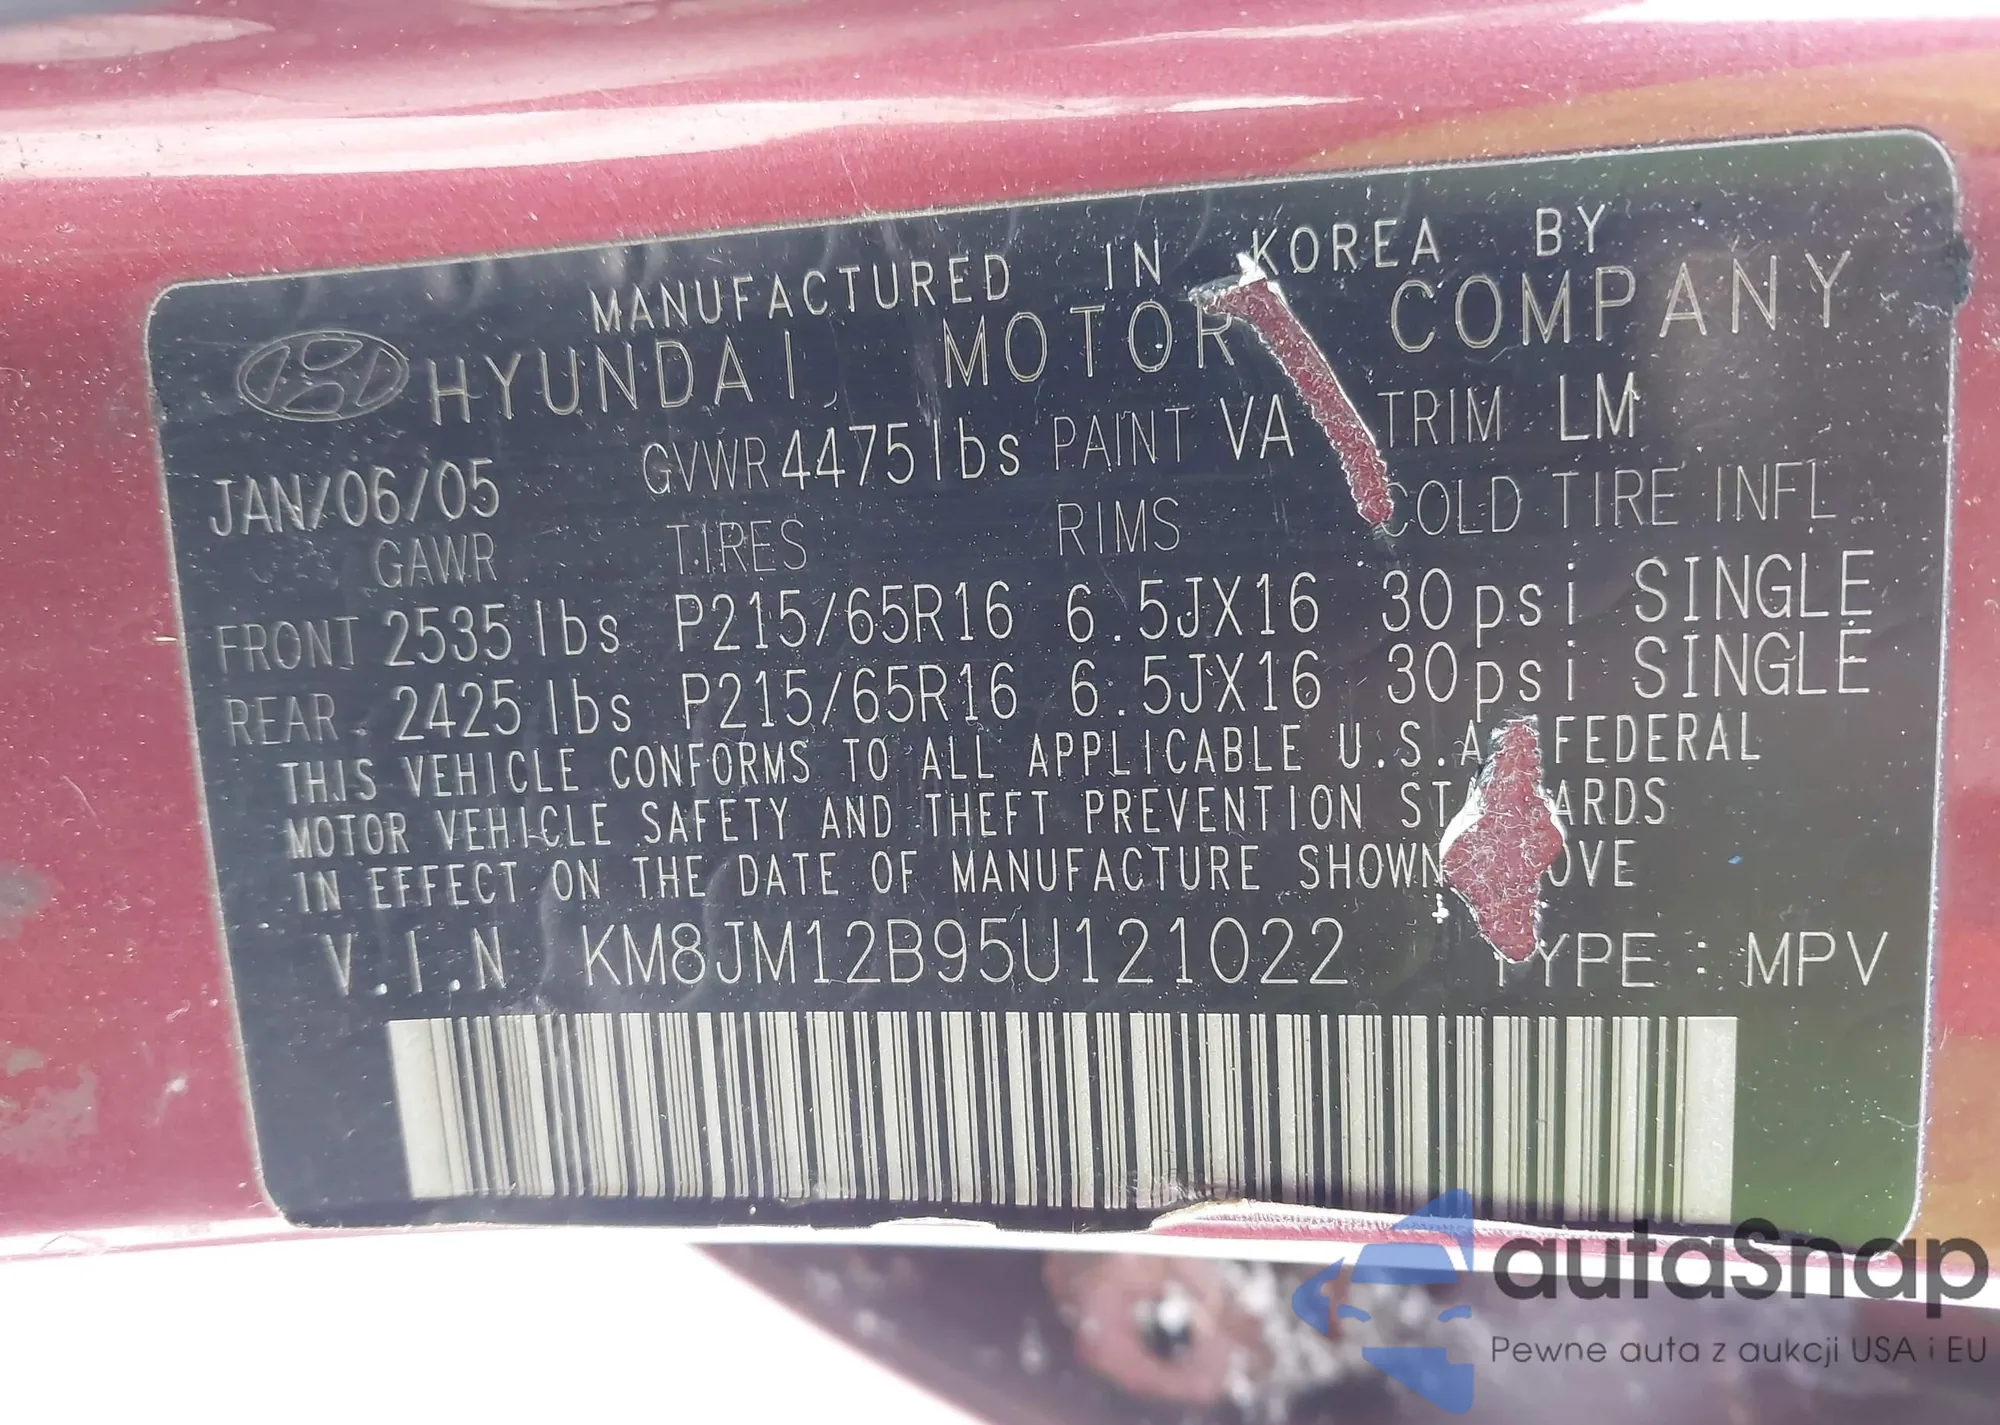 MANUFACTURED IN KOREA BY
HYUNDAI MOTOR COMPANY
JAN/06/05 GVWR 4475lbs PAINT VA TRIM LM
GAWR TIRES RIMS COLD TIRE INFL
FRONT 2535 lbs P215/65R16 6.5JX16 30psi SINGLE
REAR 2425 lbs P215/65R16 6.5JX16 30psi SINGLE
THIS VEHICLE CONFORMS TO ALL APPLICABLE U.S.A. FEDERAL
MOTOR VEHICLE SAFETY AND THEFT PREVENTION STA ARDS
IN EFFECT ON THE DATE OF MANUFACTURE SHOWN OVE
V.I.N KM8JM12B95U121022 TYPE : MPV
autaSnap
Pewne auta z aukcji USA i EU